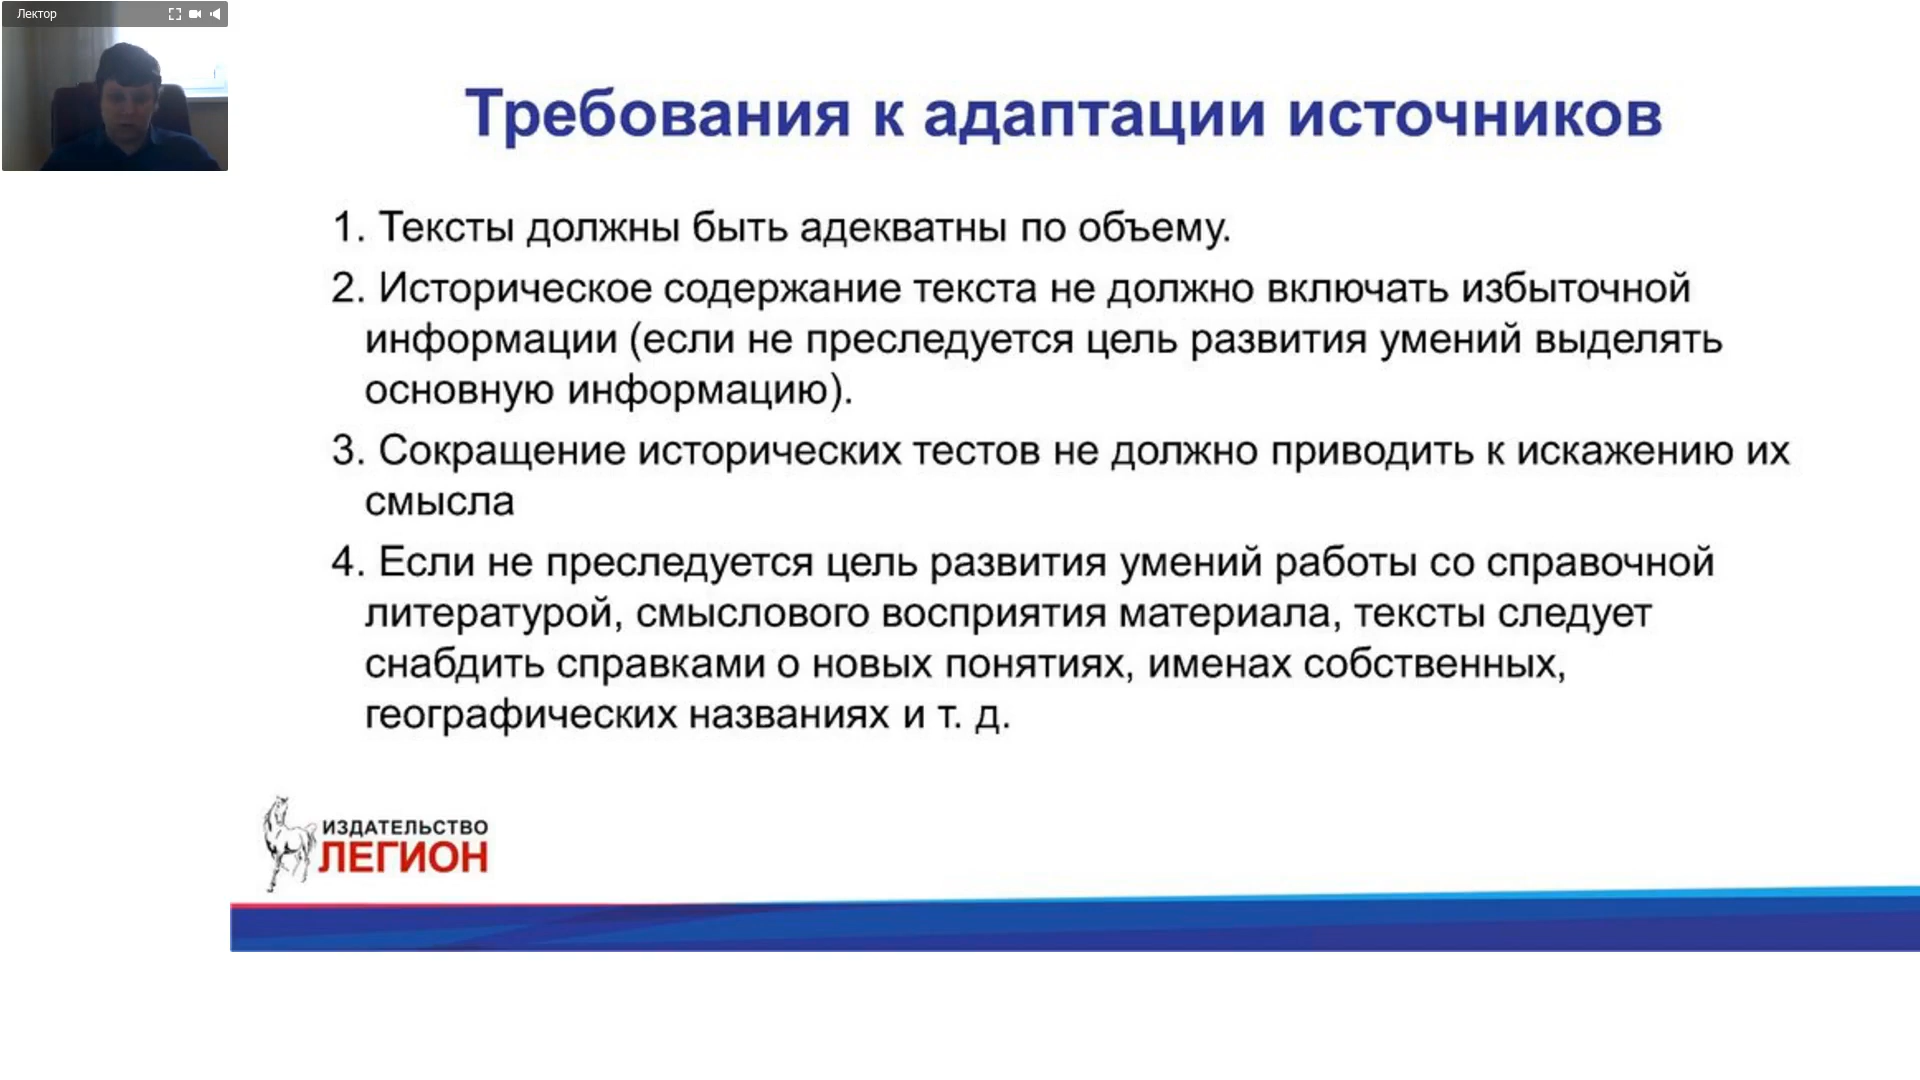 Лектор
Требования к адаптации источников
1. Тексты должны быть адекватны по объему.
2. Историческое содержание текста не должно включать избыточной
информации (если не преследуется цель развития умений выделять
основную информацию).
3. Сокращение исторических тестов не должно приводить к искажению их
смысла
4. Если не преследуется цель развития умений работы со справочной
литературой, смыслового восприятия материала, тексты следует
снабдить справками о новых понятиях, именах собственных,
географических названиях и т. д.
ИЗДАТЕЛЬСТВО
ЛЕГИОН